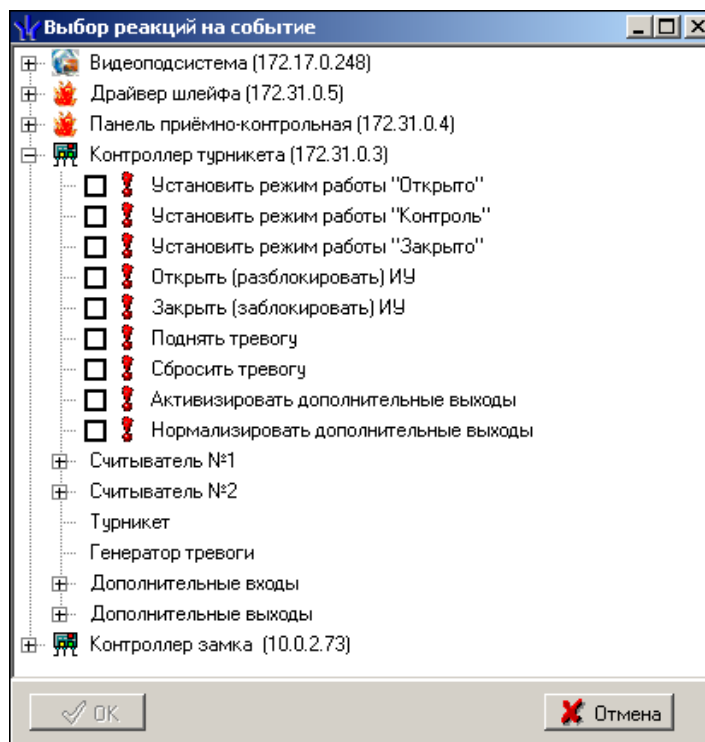 Выбор реакций на событие
Видеоподсистема (172.17.0.248)
Драйвер шлейфа (172.31.0.5)
Панель приёмно-контрольная (172.31.0.4)
Контроллер турникета (172.31.0.3)
Установить режим работы "Открыто"
Установить режим работы "Контроль"
Установить режим работы "Закрыто"
Открыть (разблокировать) ИУ
Закрыть (заблокировать) ИУ
Поднять тревогу
Сбросить тревогу
Активизировать дополнительные выходы
Нормализировать дополнительные выходы
Считыватель №1
Считыватель №2
Турникет
Генератор тревоги
Дополнительные входы
Дополнительные выходы
Контроллер замка (10.0.2.73)
OK Отмена